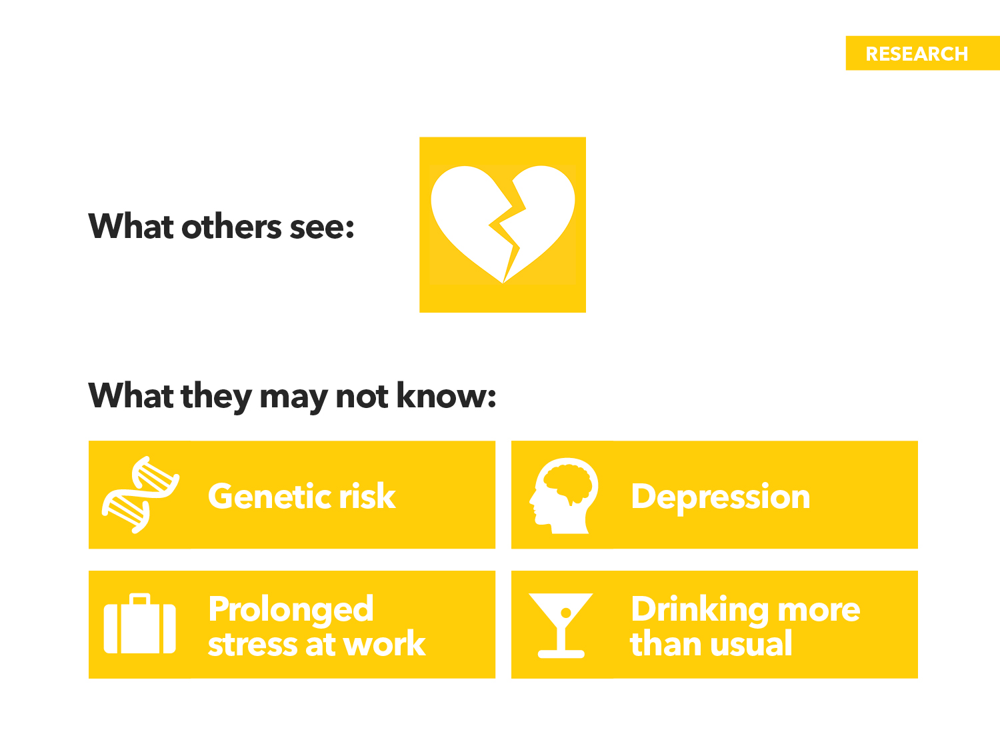 RESEARCH
What others see:
What they may not know:
Genetic risk
Depression
Prolonged
stress at work
Drinking more
than usual